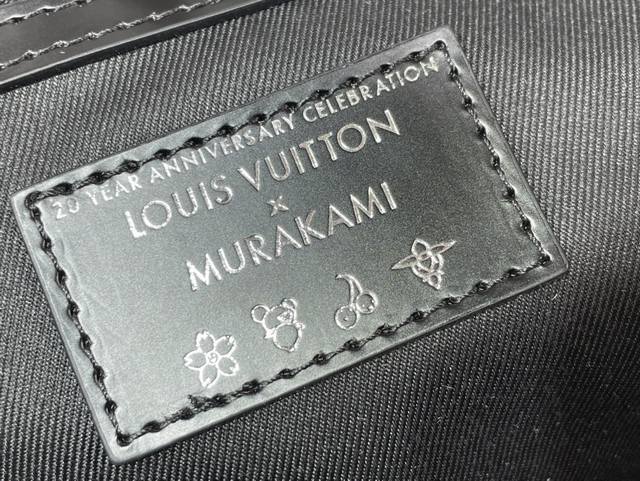 20 YEAR ANNIVERSARY CELEBRATION
LOUIS VUITTON
×
MURAKAMI